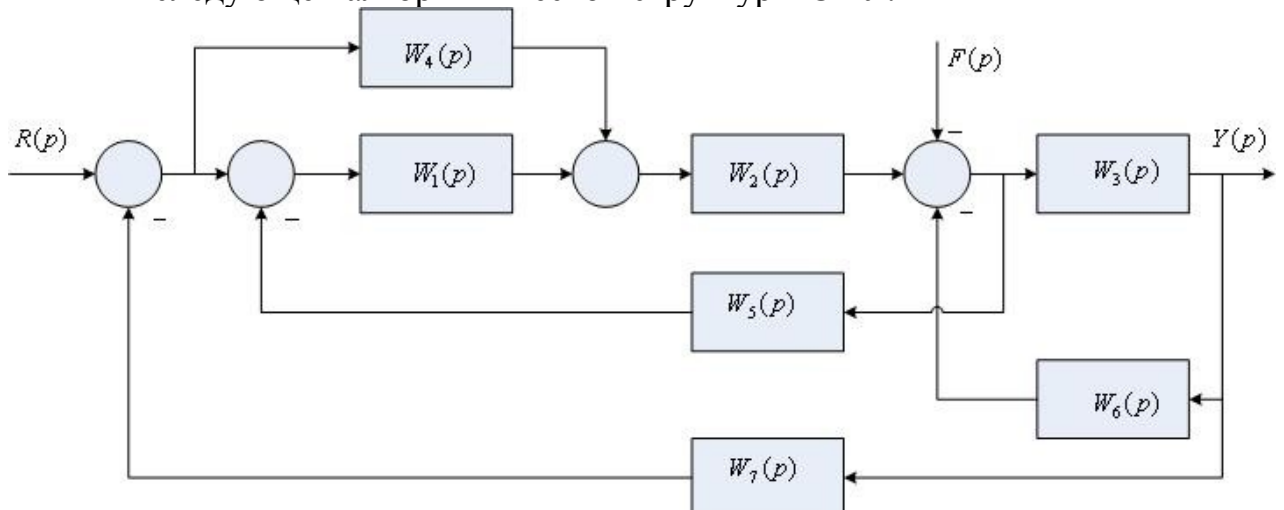 W₄(p)
F(p)
R(p)
Y(p)
W₁(p)
W₂(p)
W₃(p)
W₅(p)
W₆(p)
W₇(p)